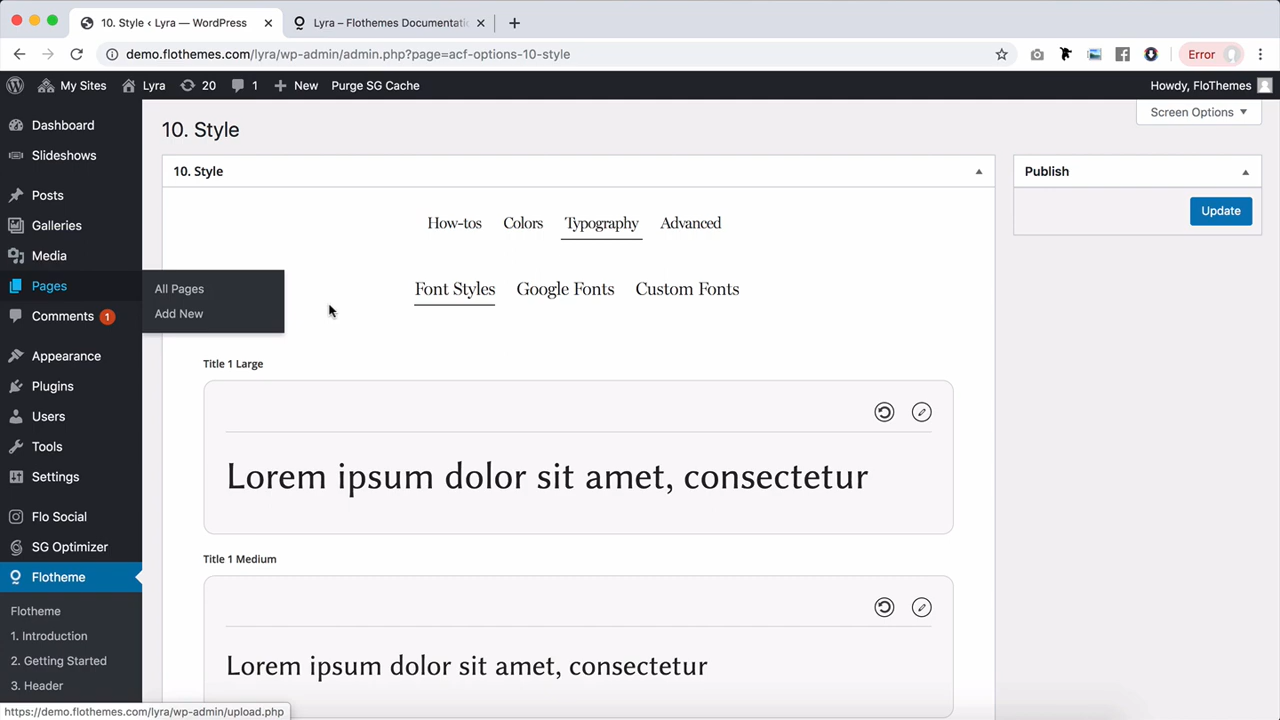 10. Style ‹ Lyra — WordPress
Lyra – Flothemes Documentati
demo.flothemes.com/lyra/wp-admin/admin.php?page=acf-options-10-style
Error
My Sites
Lyra
20
1
New
Purge SG Cache
Howdy, FloThemes
Dashboard
Slideshows
Posts
Galleries
Media
Pages
Comments 1
Appearance
Plugins
Users
Tools
Settings
Flo Social
SG Optimizer
Flotheme
Flotheme
1. Introduction
2. Getting Started
3. Header
All Pages
Add New
Screen Options
10. Style
10. Style
How-tos
Colors
Typography
Advanced
Font Styles
Google Fonts
Custom Fonts
Title 1 Large
Lorem ipsum dolor sit amet, consectetur
Title 1 Medium
Lorem ipsum dolor sit amet, consectetur
Publish
Update
https://demo.flothemes.com/lyra/wp-admin/upload.php